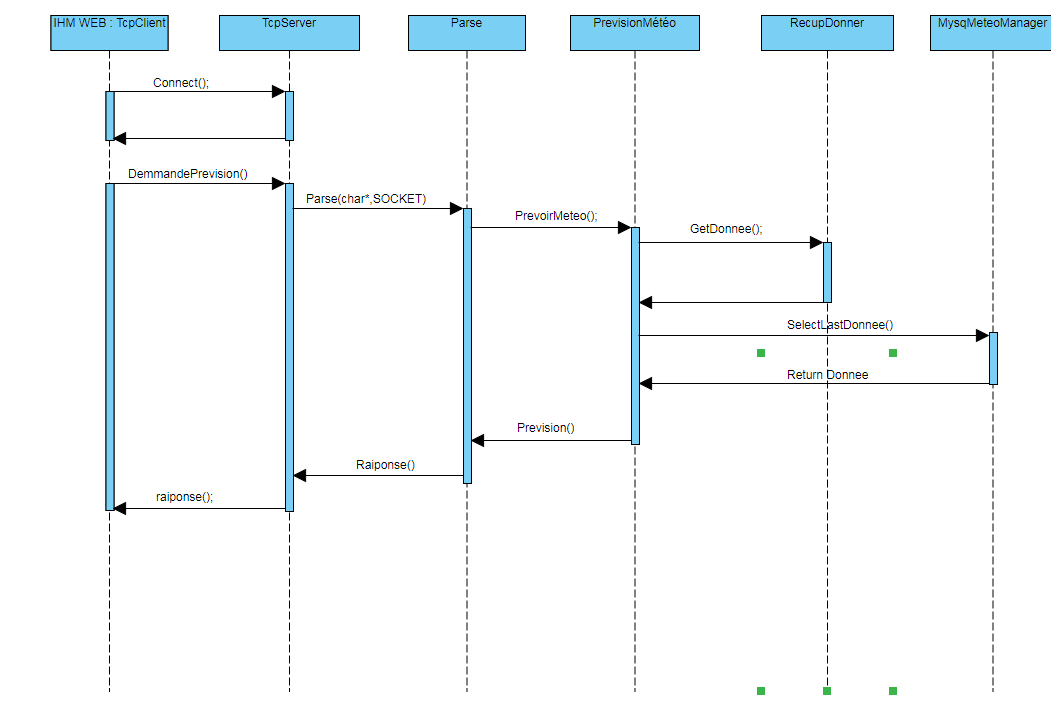 IHM WEB : TcpClient
TcpServer
Parse
PrevisionMétéo
RecupDonner
MysqMeteoManager
Connect();
DemmandePrevision()
Parse(char*,SOCKET)
PrevoirMeteo();
GetDonnee();
SelectLastDonnee()
Return Donnee
Prevision()
Raiponse()
raiponse();